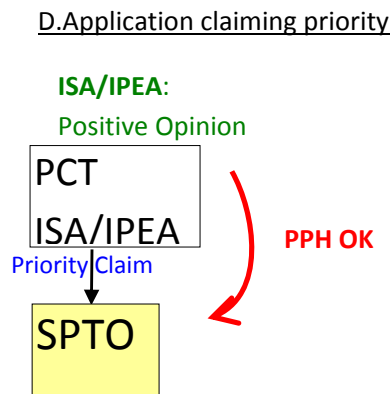 D.Application claiming priority
ISA/IPEA:
Positive Opinion
PCT
ISA/IPEA
PPH OK
Priority Claim
SPTO